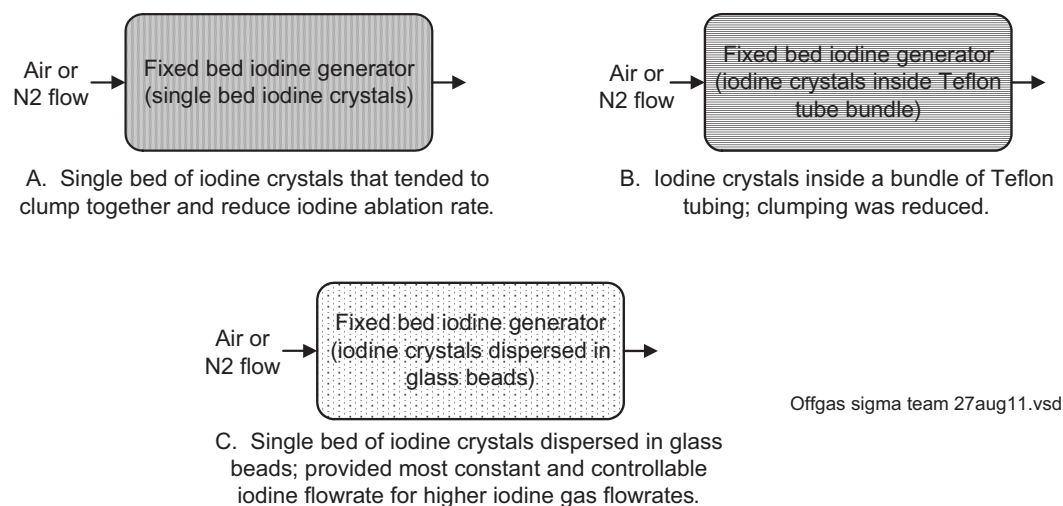 Air or
N2 flow
Fixed bed iodine generator
(single bed iodine crystals)
A.  Single bed of iodine crystals that tended to
clump together and reduce iodine ablation rate.
Air or
N2 flow
Fixed bed iodine generator
(iodine crystals inside Teflon
tube bundle)
B.  Iodine crystals inside a bundle of Teflon
tubing; clumping was reduced.
Air or
N2 flow
Fixed bed iodine generator
(iodine crystals dispersed in
glass beads)
Offgas sigma team 27aug11.vsd
C.  Single bed of iodine crystals dispersed in glass
beads; provided most constant and controllable
iodine flowrate for higher iodine gas flowrates.